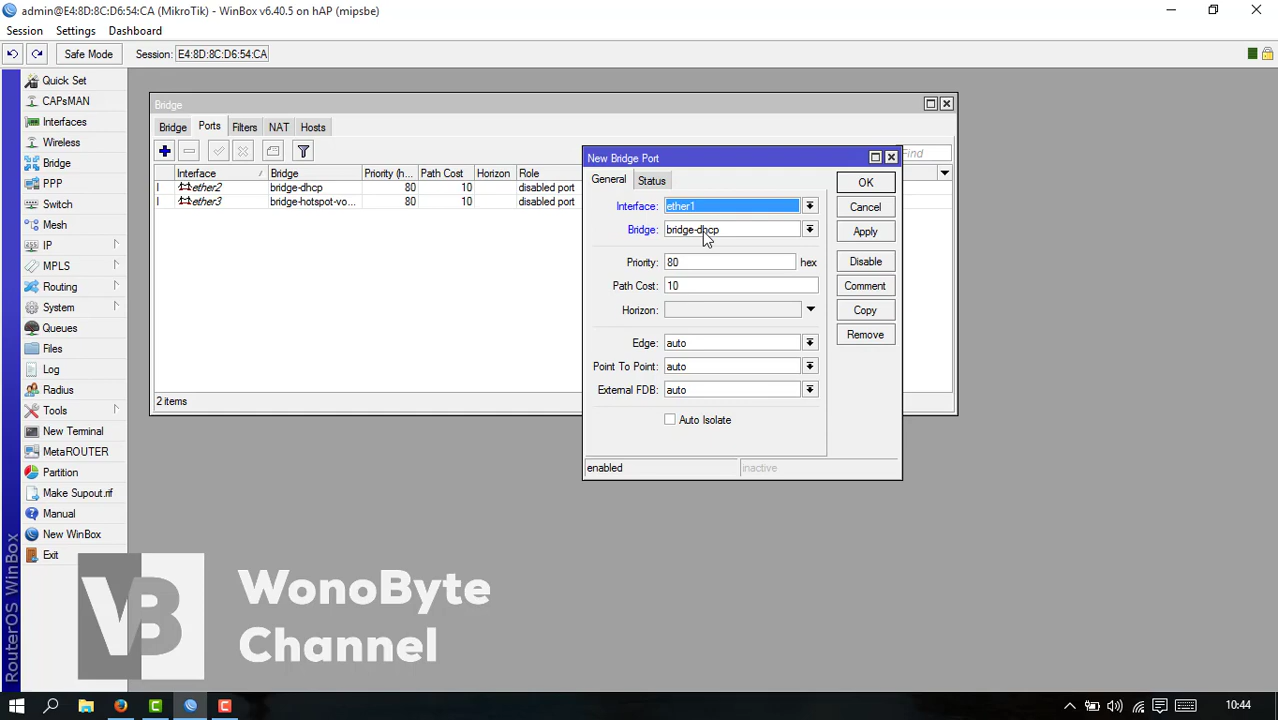 admin@E4:8D:8C:D6:54:CA (MikroTik) - WinBox v6.40.5 on hAP (mipsbe)
Session Settings Dashboard
Safe Mode Session: E4:8D:8C:D6:54:CA
Quick Set
CAPsMAN
Interfaces
Wireless
Bridge
PPP
Switch
Mesh
IP
MPLS
Routing
System
Queues
Files
Log
Radius
Tools
New Terminal
MetaROUTER
Partition
Make Supout.rif
Manual
New WinBox
Exit
RouterOS WinBox
Bridge
Bridge Ports Filters NAT Hosts
Find
Interface Bridge Priority (h... Path Cost Horizon Role
I ether2 bridge-dhcp 80 10 disabled port
I ether3 bridge-hotspot-vo... 80 10 disabled port
2 items
New Bridge Port
General Status
Interface: ether1
Bridge: bridge-dhcp
Priority: 80 hex
Path Cost: 10
Horizon:
Edge: auto
Point To Point: auto
External FDB: auto
Auto Isolate
enabled inactive
OK
Cancel
Apply
Disable
Comment
Copy
Remove
VB
WonoByte
Channel
10:44